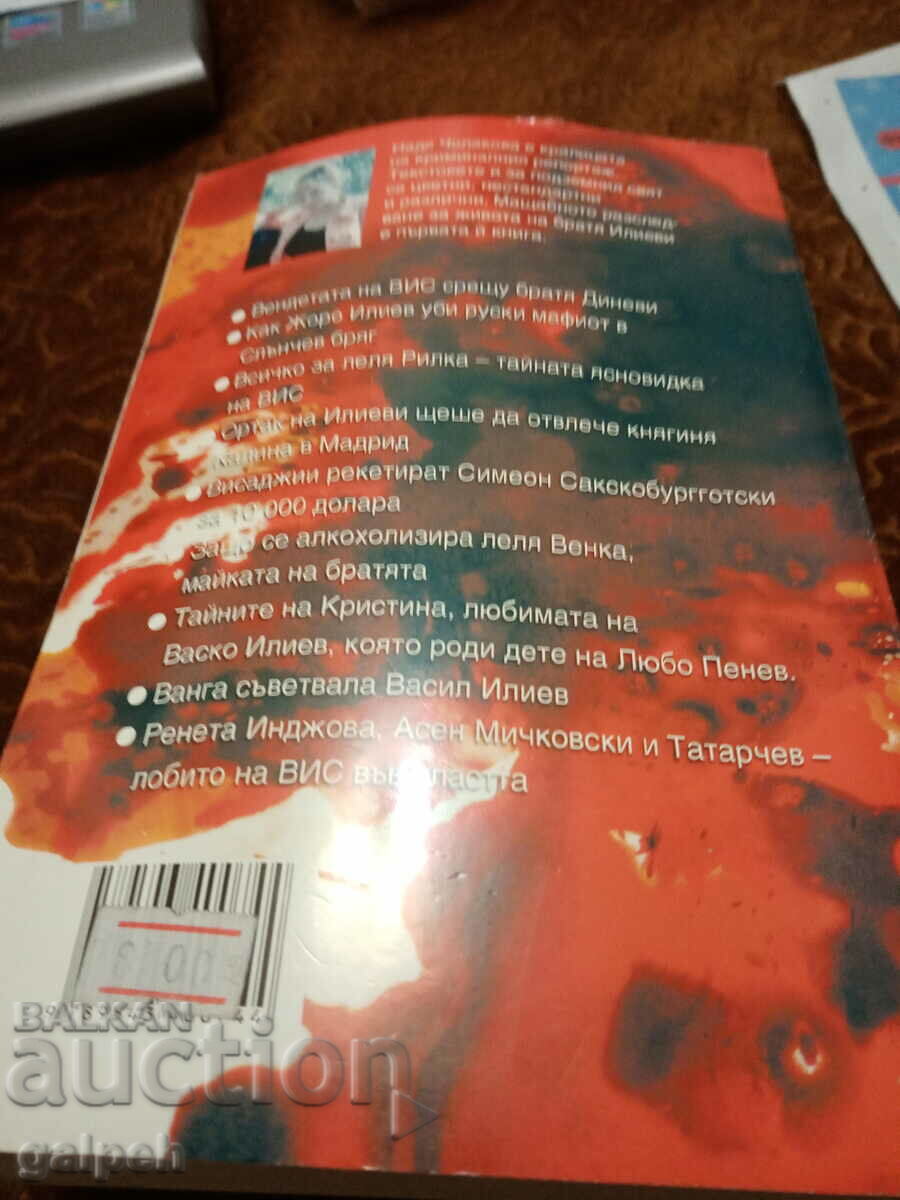 Надя Чолакова е кралицата
на криминалния репортаж.
Текстовете ѝ за подземния свят
са цветни, нестандартни
и различни. Мащабното разслед-
ване за живота на братя Илиеви
е първата ѝ книга.
● Вендетата на ВИС срещу братя Диневи
● Как Жоро Илиев уби руски мафиот в
Слънчев бряг
● Всичко за леля Рилка – тайната ясновидка
на ВИС
Ортак на Илиеви щеше да отвлече княгиня
Калина в Мадрид
● Висаджии рекетират Симеон Сакскобургготски
за 10 000 долара
Защо се алкохолизира леля Венка,
майката на братята
● Тайните на Кристина, любимата на
Васко Илиев, която роди дете на Любо Пенев.
● Ванга съветвала Васил Илиев
● Ренета Инджова, Асен Мичковски и Татарчев –
лобито на ВИС във властта
BALKAN
auction
galpeh